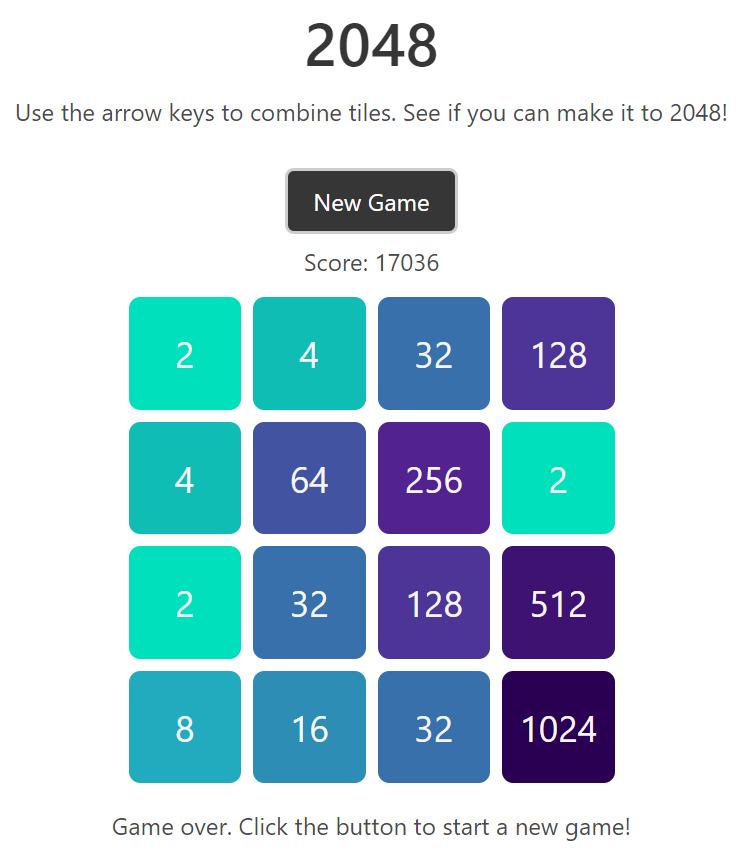 2048
Use the arrow keys to combine tiles. See if you can make it to 2048!
New Game
Score: 17036
2 4 32 128
4 64 256 2
2 32 128 512
8 16 32 1024
Game over. Click the button to start a new game!